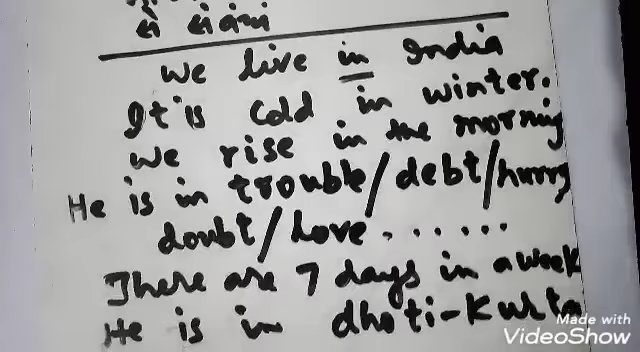 We live in India
It is cold in winter.
We rise in the morning
He is in trouble/debt/hurry
doubt/love.......
There are 7 days in a week
He is in dhoti-Kurta
Made with
VideoShow